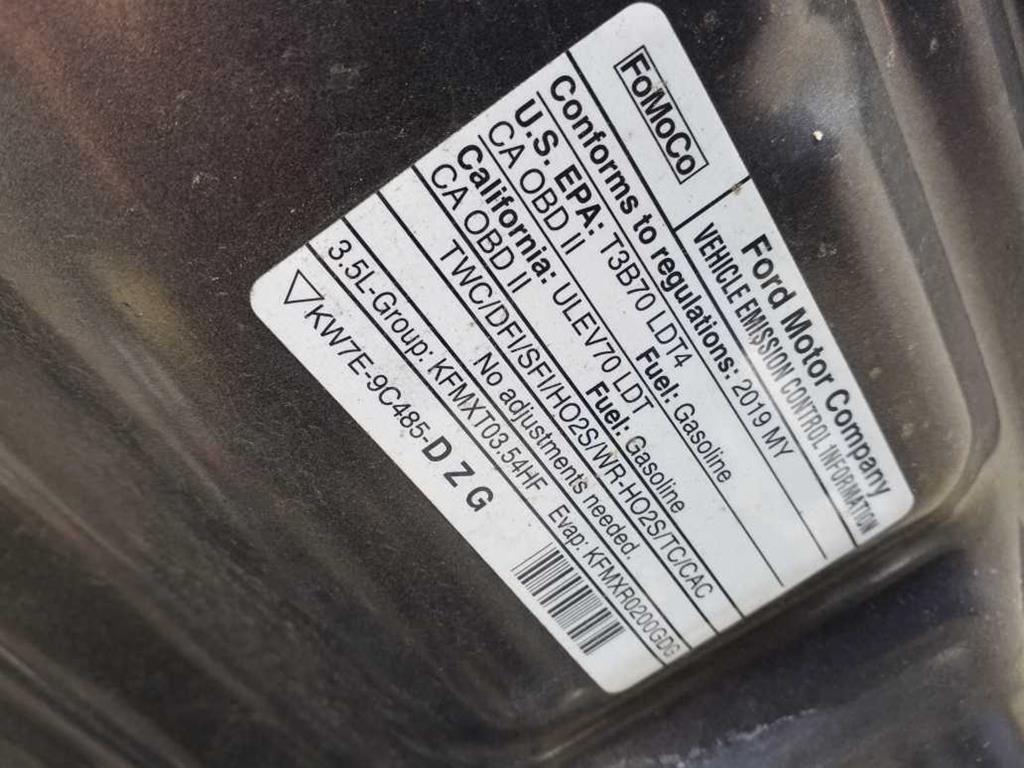 FoMoCo
Ford Motor Company
VEHICLE EMISSION CONTROL INFORMATION
Conforms to regulations: 2019 MY
U.S. EPA: T3B70 LDT4 Fuel: Gasoline
CA OBD II
California: ULEV70 LDT Fuel: Gasoline
CA OBD II
TWC/DFI/SFI/HO2S/WR-HO2S/TC/CAC
No adjustments needed.
3.5L-Group: KFMXT03.54HF Evap: KFMXR0200GDG
KW7E-9C485-D Z G